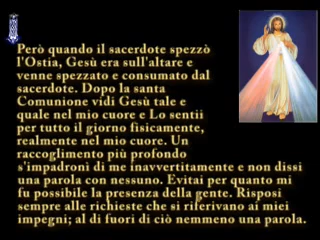 Però quando il sacerdote spezzò
l'Ostia, Gesù era sull'altare e
venne spezzato e consumato dal
sacerdote. Dopo la santa
Comunione vidi Gesù tale e
quale nel mio cuore e Lo sentii
per tutto il giorno fisicamente,
realmente nel mio cuore. Un
raccoglimento più profondo
s'impadronì di me inavvertitamente e non dissi
una parola con nessuno. Evitai per quanto mi
fu possibile la presenza della gente. Risposi
sempre alle richieste che si riferivano ai miei
impegni; al di fuori di ciò nemmeno una parola.